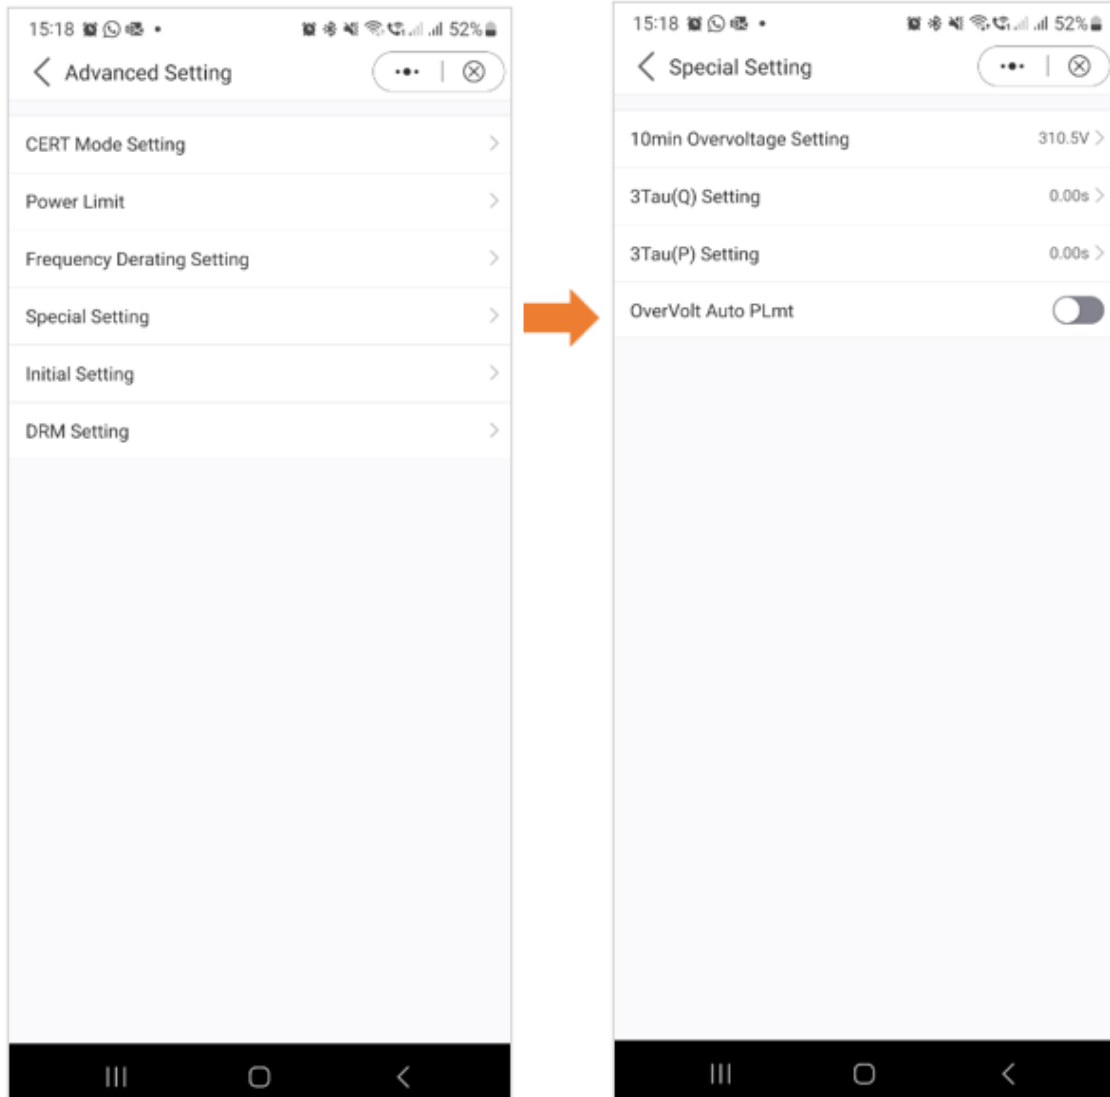 15:18
52%
Advanced Setting
CERT Mode Setting
Power Limit
Frequency Derating Setting
Special Setting
Initial Setting
DRM Setting
15:18
52%
Special Setting
10min Overvoltage Setting
310.5V
3Tau(Q) Setting
0.00s
3Tau(P) Setting
0.00s
OverVolt Auto PLmt